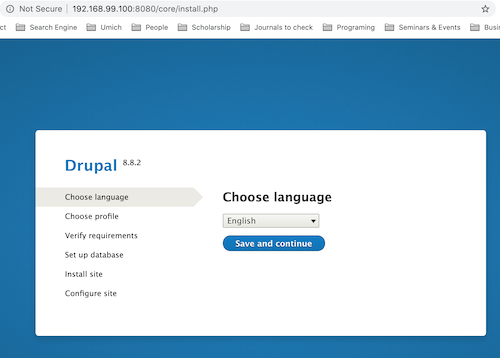 Not Secure | 192.168.99.100:8080/core/install.php
ct Search Engine Umich People Scholarship Journals to check Programing Seminars & Events Busi
Drupal 8.8.2
Choose language
Choose profile
Verify requirements
Set up database
Install site
Configure site
Choose language
English
Save and continue